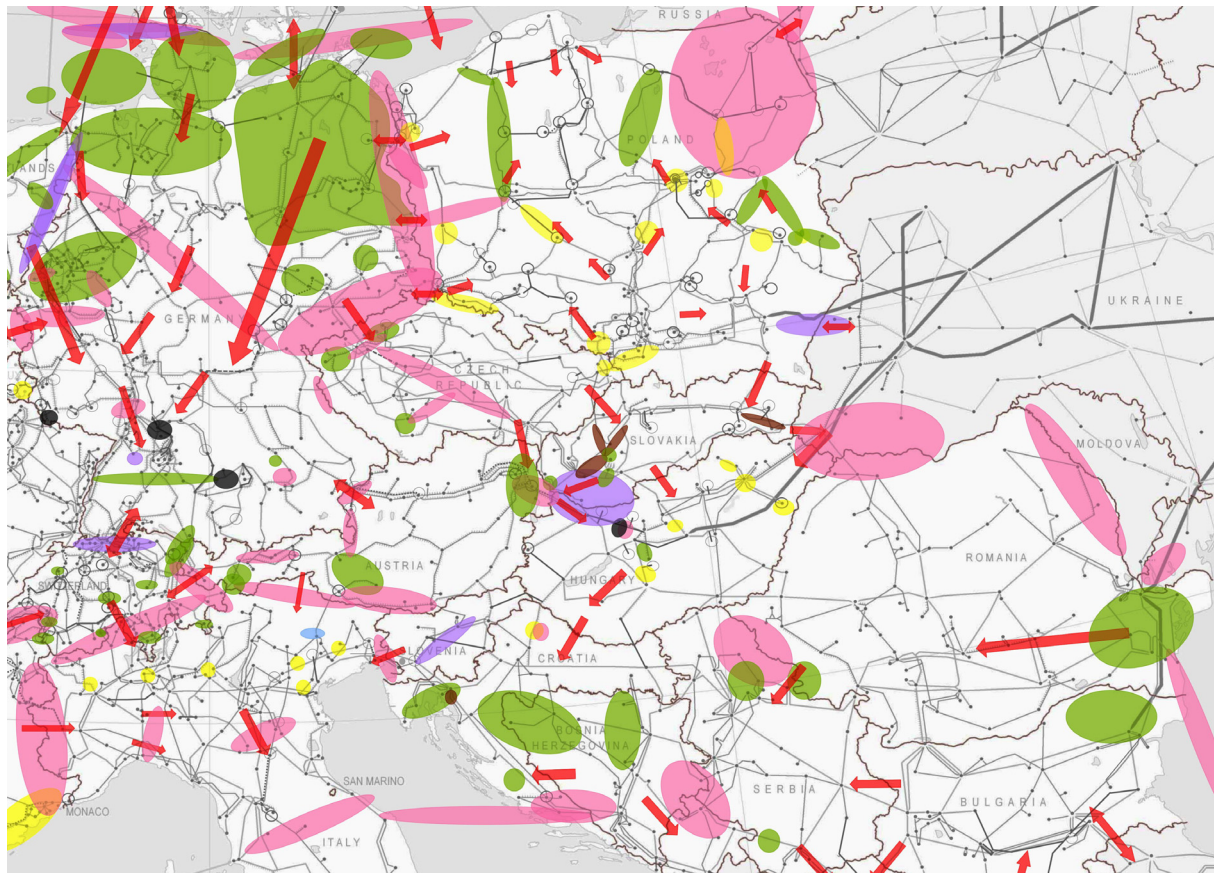 RUSSIA
POLAND
LANDS
UKRAINE
GERMANY
CZECH
REPUBLIC
SLOVAKIA
MOLDOVA
ROMANIA
AUSTRIA
SWITZERLAND
HUNGARY
SLOVENIA
CROATIA
BOSNIA
HERZEGOVINA
SAN MARINO
SERBIA
BULGARIA
MONACO
ITALY